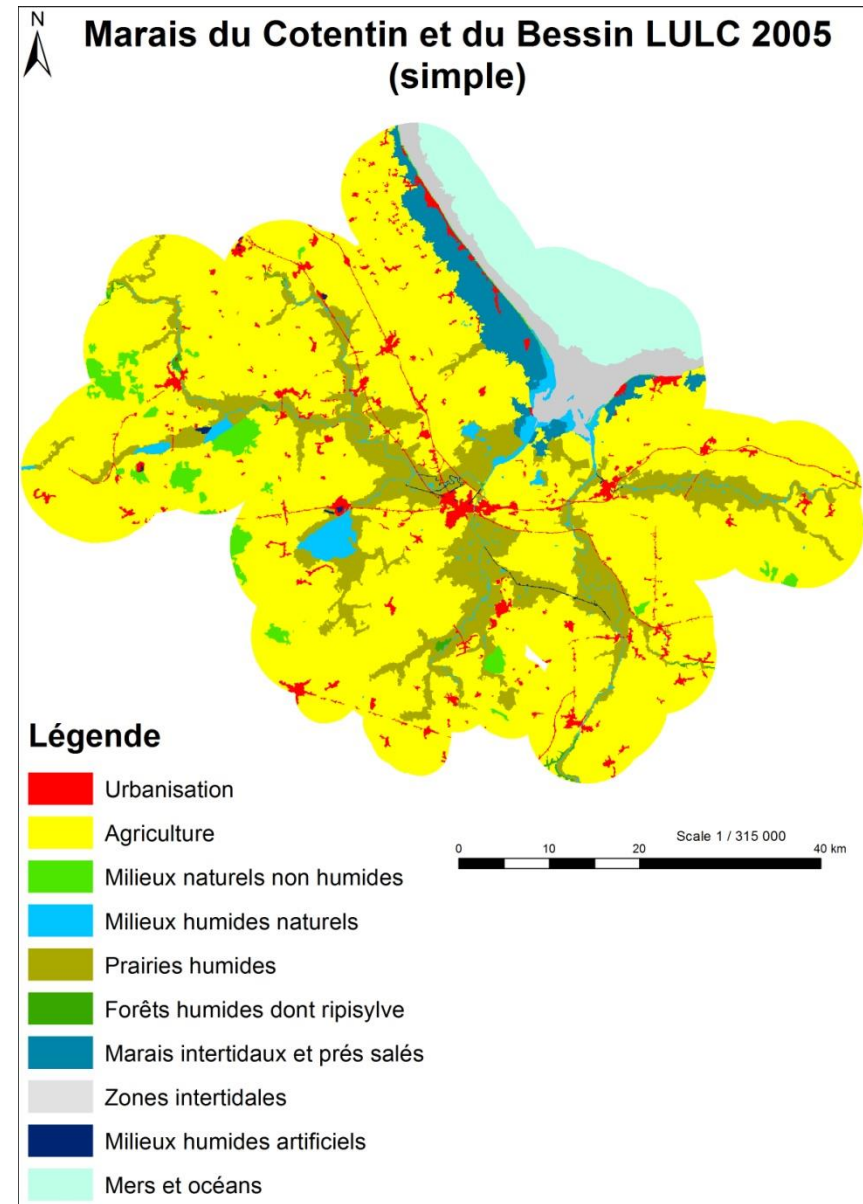 N
Marais du Cotentin et du Bessin LULC 2005
(simple)
Légende
Urbanisation
Agriculture
Milieux naturels non humides
Milieux humides naturels
Prairies humides
Forêts humides dont ripisylve
Marais intertidaux et prés salés
Zones intertidales
Milieux humides artificiels
Mers et océans
Scale 1 / 315 000
0 10 20 40 km